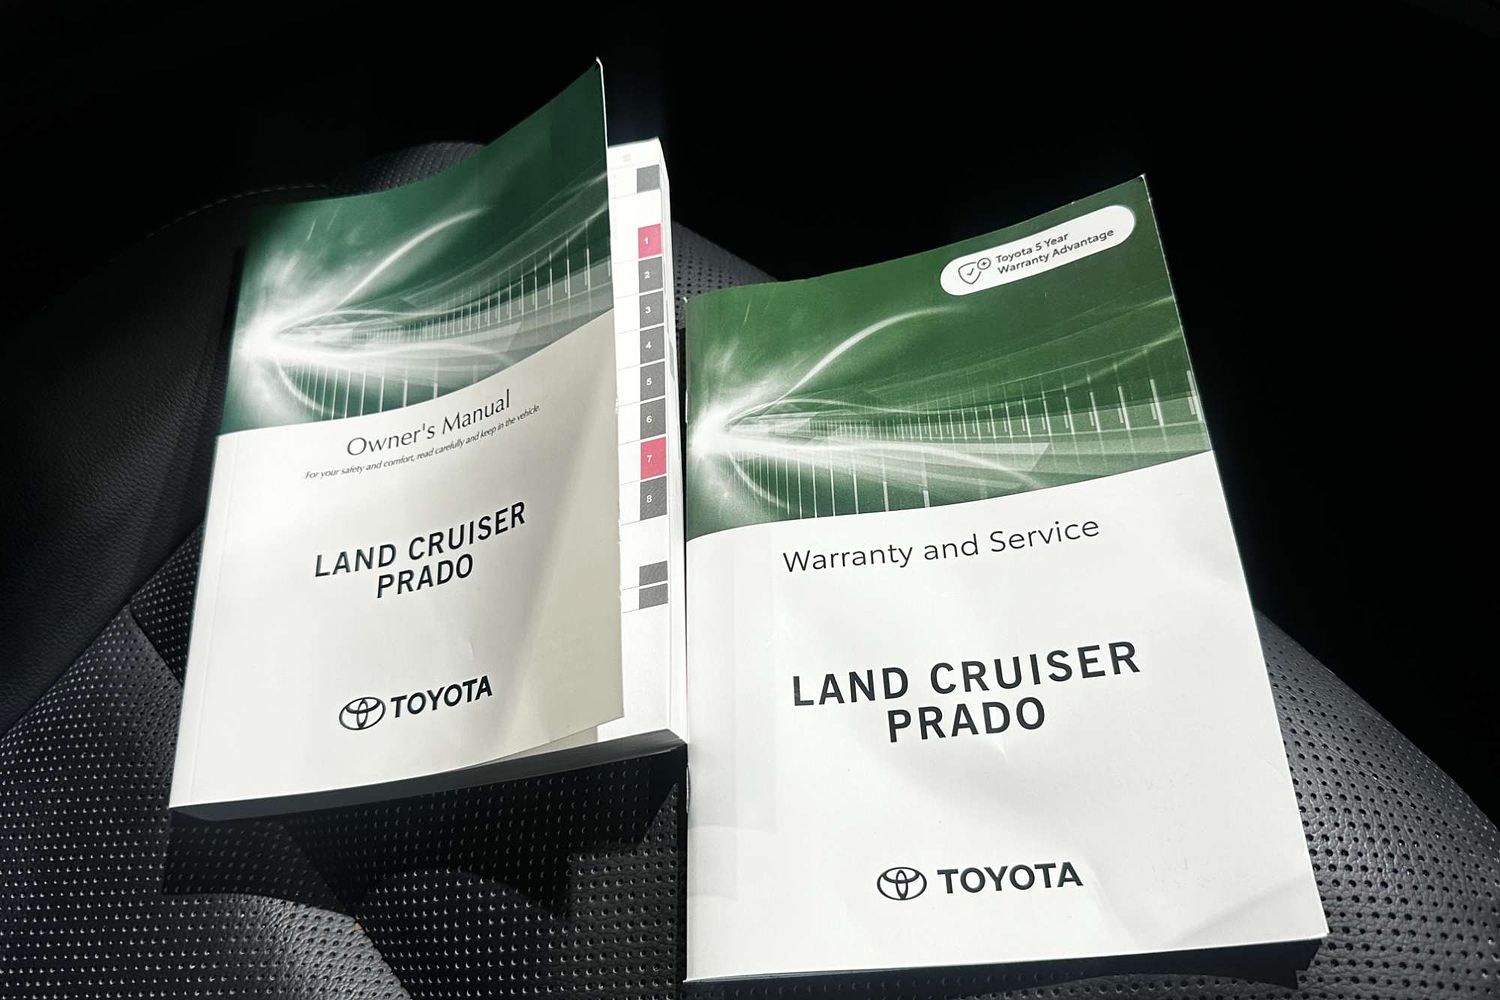 Owner's Manual
For your safety and comfort, read carefully and keep in the vehicle.
LAND CRUISER
PRADO
TOYOTA
1
2
3
4
5
6
7
8
Toyota 5 Year
Warranty Advantage
Warranty and Service
LAND CRUISER
PRADO
TOYOTA